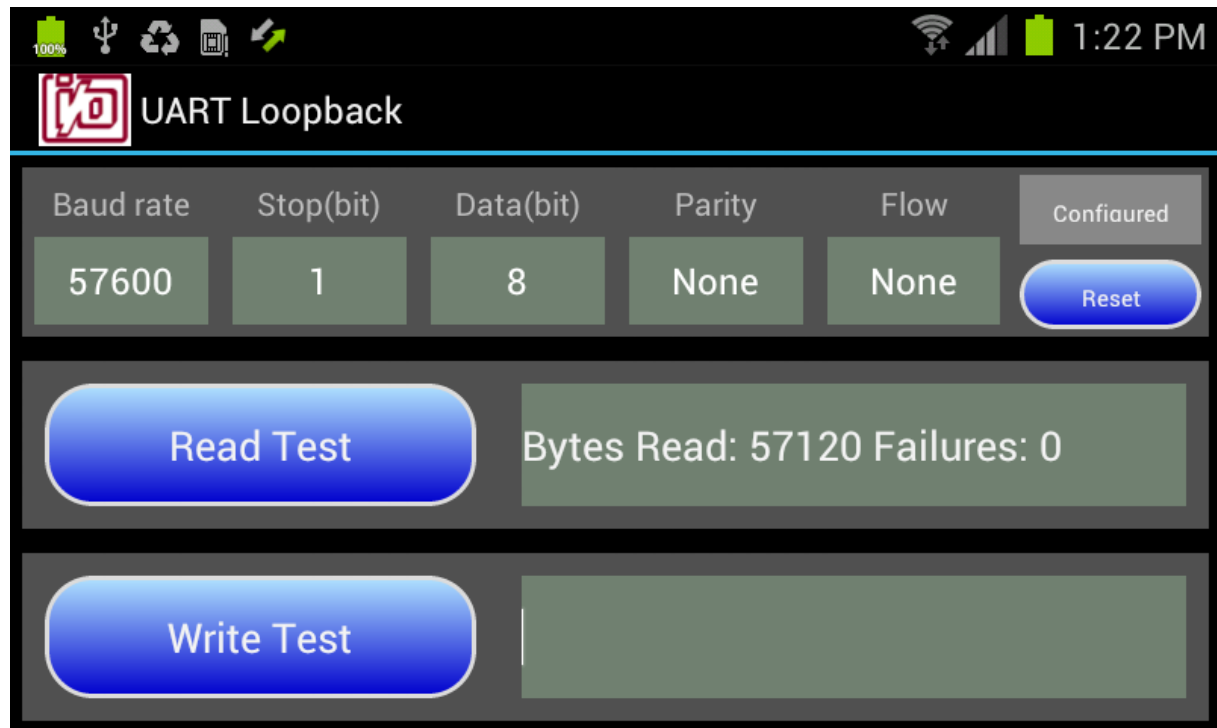 100%
1:22 PM
I/O UART Loopback
Baud rate Stop(bit) Data(bit) Parity Flow Configured
57600 1 8 None None Reset
Read Test Bytes Read: 57120 Failures: 0
Write Test